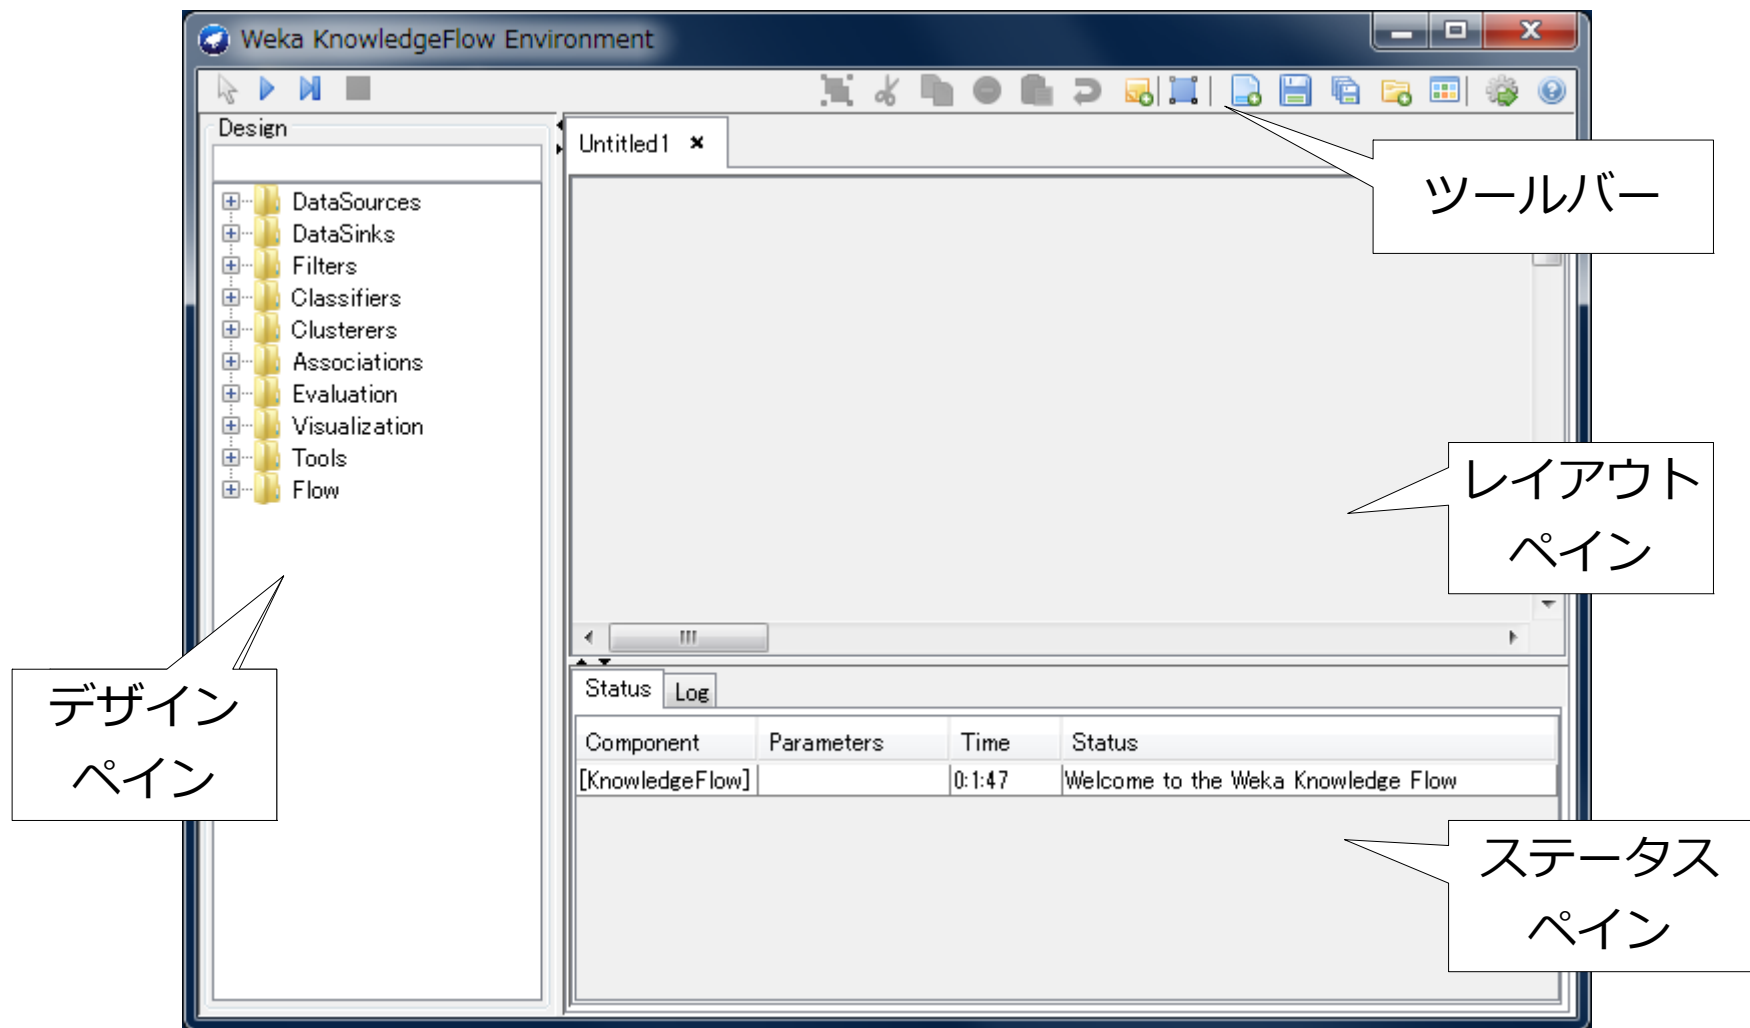 Weka KnowledgeFlow Environment
Design
Untitled1
ツールバー
DataSources
DataSinks
Filters
Classifiers
Clusterers
Associations
Evaluation
Visualization
Tools
Flow
レイアウト
ペイン
デザイン
ペイン
Status Log
Component Parameters Time Status
[KnowledgeFlow] 0:1:47 Welcome to the Weka Knowledge Flow
ステータス
ペイン